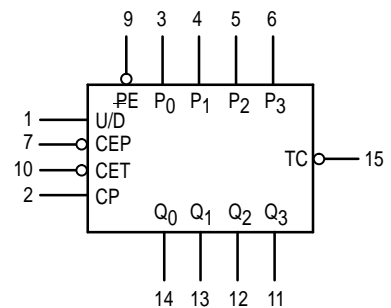 9 3 4 5 6
PE P0 P1 P2 P3
1 U/D
7 CEP
10 CET
2 CP
TC 15
Q0 Q1 Q2 Q3
14 13 12 11